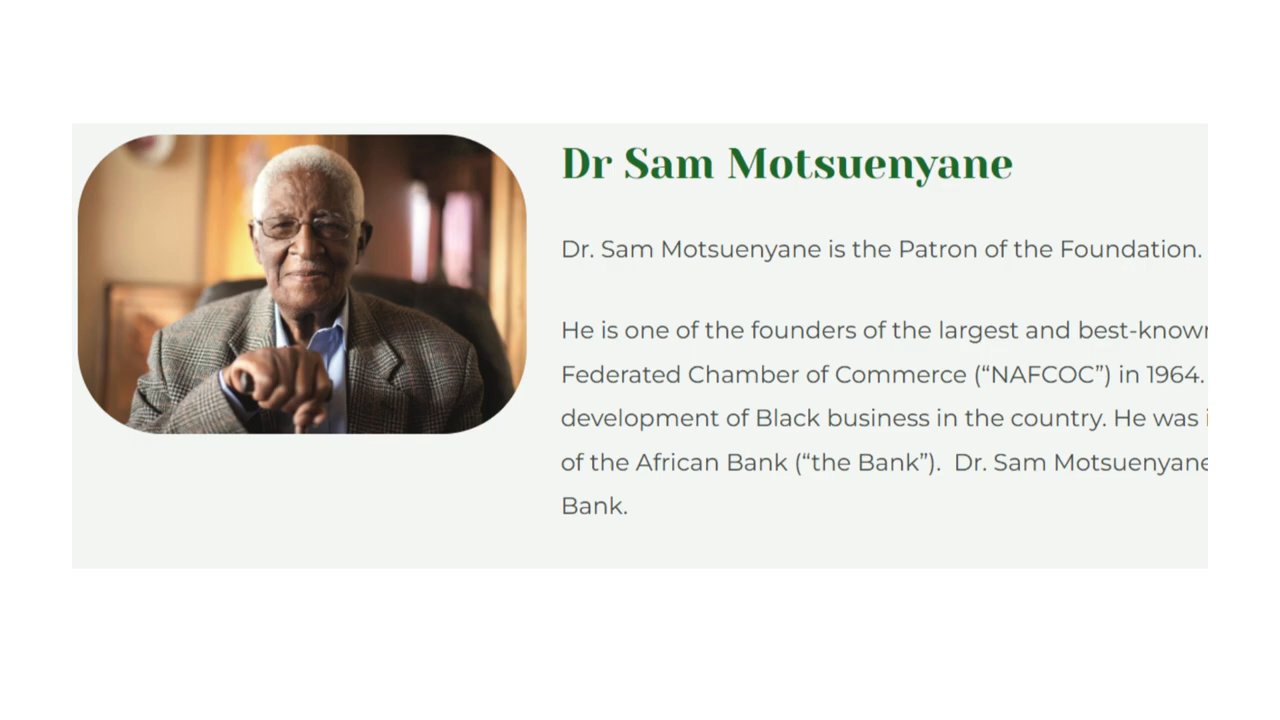 Dr Sam Motsuenyane
Dr. Sam Motsuenyane is the Patron of the Foundation.
He is one of the founders of the largest and best-known
Federated Chamber of Commerce (“NAFCOC”) in 1964.
development of Black business in the country. He was
of the African Bank (“the Bank”).  Dr. Sam Motsuenyane
Bank.